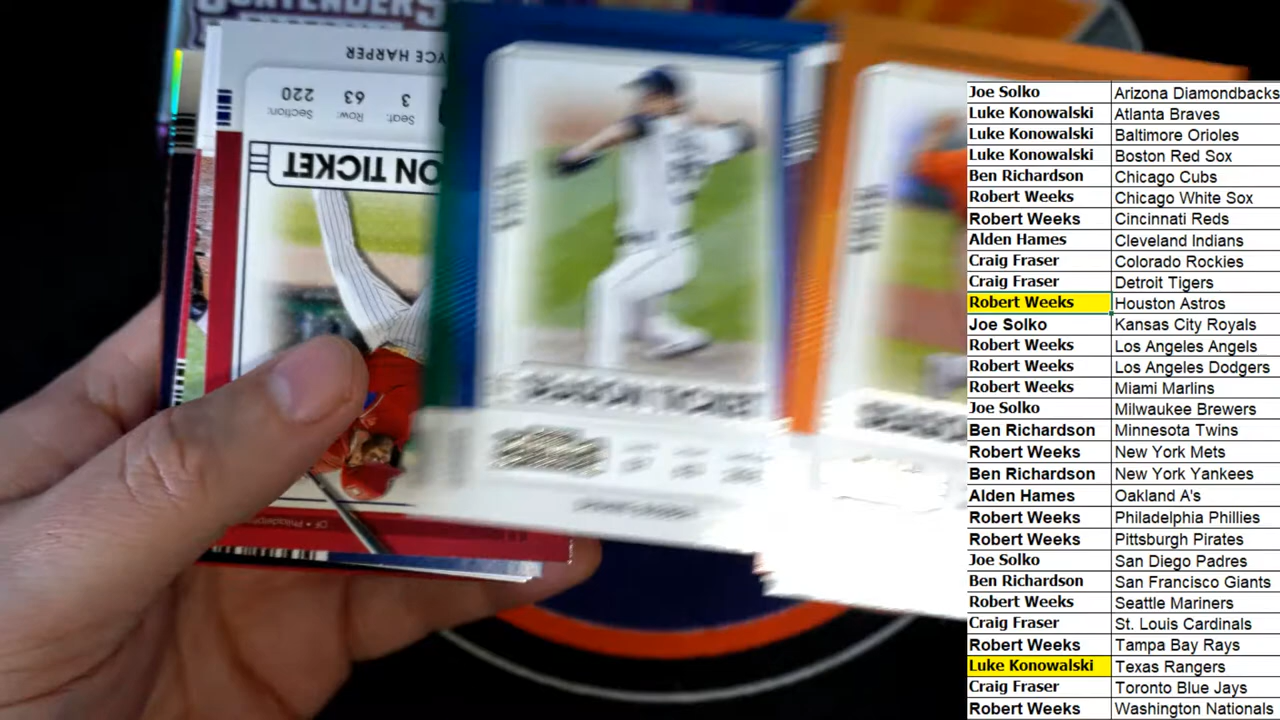 CONTENDERS
YCE HARPER
Section:
Row:
Seat:
220
63
3
ON TICKET
SEASON TICKET
OF • Philadelph
Joe Solko Arizona Diamondbacks
Luke Konowalski Atlanta Braves
Luke Konowalski Baltimore Orioles
Luke Konowalski Boston Red Sox
Ben Richardson Chicago Cubs
Robert Weeks Chicago White Sox
Robert Weeks Cincinnati Reds
Alden Hames Cleveland Indians
Craig Fraser Colorado Rockies
Craig Fraser Detroit Tigers
Robert Weeks Houston Astros
Joe Solko Kansas City Royals
Robert Weeks Los Angeles Angels
Robert Weeks Los Angeles Dodgers
Robert Weeks Miami Marlins
Joe Solko Milwaukee Brewers
Ben Richardson Minnesota Twins
Robert Weeks New York Mets
Ben Richardson New York Yankees
Alden Hames Oakland A's
Robert Weeks Philadelphia Phillies
Robert Weeks Pittsburgh Pirates
Joe Solko San Diego Padres
Ben Richardson San Francisco Giants
Robert Weeks Seattle Mariners
Craig Fraser St. Louis Cardinals
Robert Weeks Tampa Bay Rays
Luke Konowalski Texas Rangers
Craig Fraser Toronto Blue Jays
Robert Weeks Washington Nationals